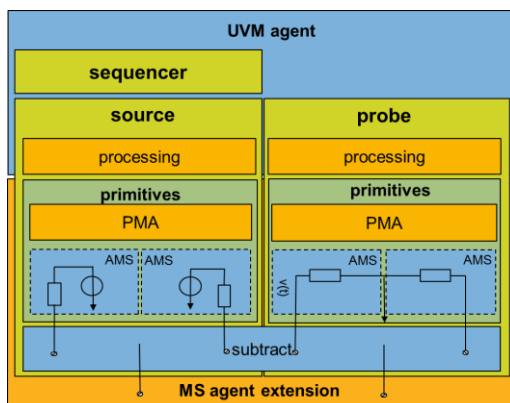 UVM agent
sequencer
source
probe
processing
processing
primitives
primitives
PMA
PMA
AMS
AMS
AMS
AMS
v(t)
subtract
MS agent extension